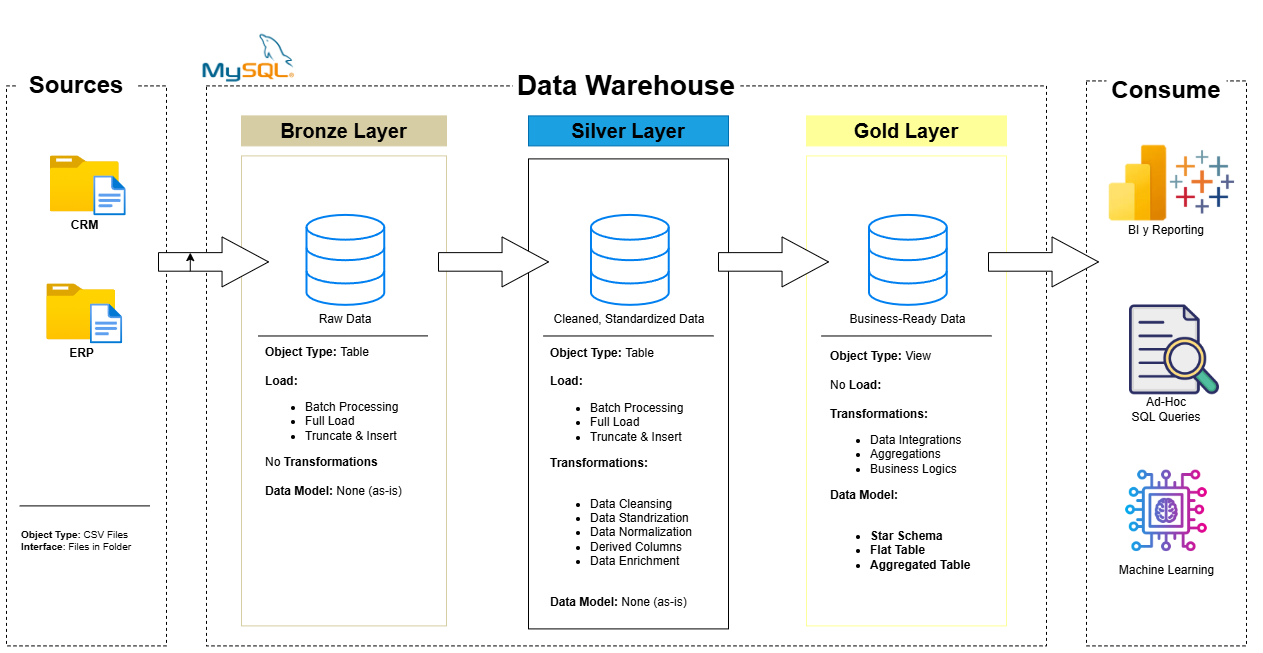 MySQL®
Sources
CRM
ERP
Object Type: CSV Files
Interface: Files in Folder
Data Warehouse
Bronze Layer
Raw Data
Object Type: Table
Load:
Batch Processing
Full Load
Truncate & Insert
No Transformations
Data Model: None (as-is)
Silver Layer
Cleaned, Standardized Data
Object Type: Table
Load:
Batch Processing
Full Load
Truncate & Insert
Transformations:
Data Cleansing
Data Standrization
Data Normalization
Derived Columns
Data Enrichment
Data Model: None (as-is)
Gold Layer
Business-Ready Data
Object Type: View
No Load:
Transformations:
Data Integrations
Aggregations
Business Logics
Data Model:
Star Schema
Flat Table
Aggregated Table
Consume
BI y Reporting
Ad-Hoc
SQL Queries
Machine Learning